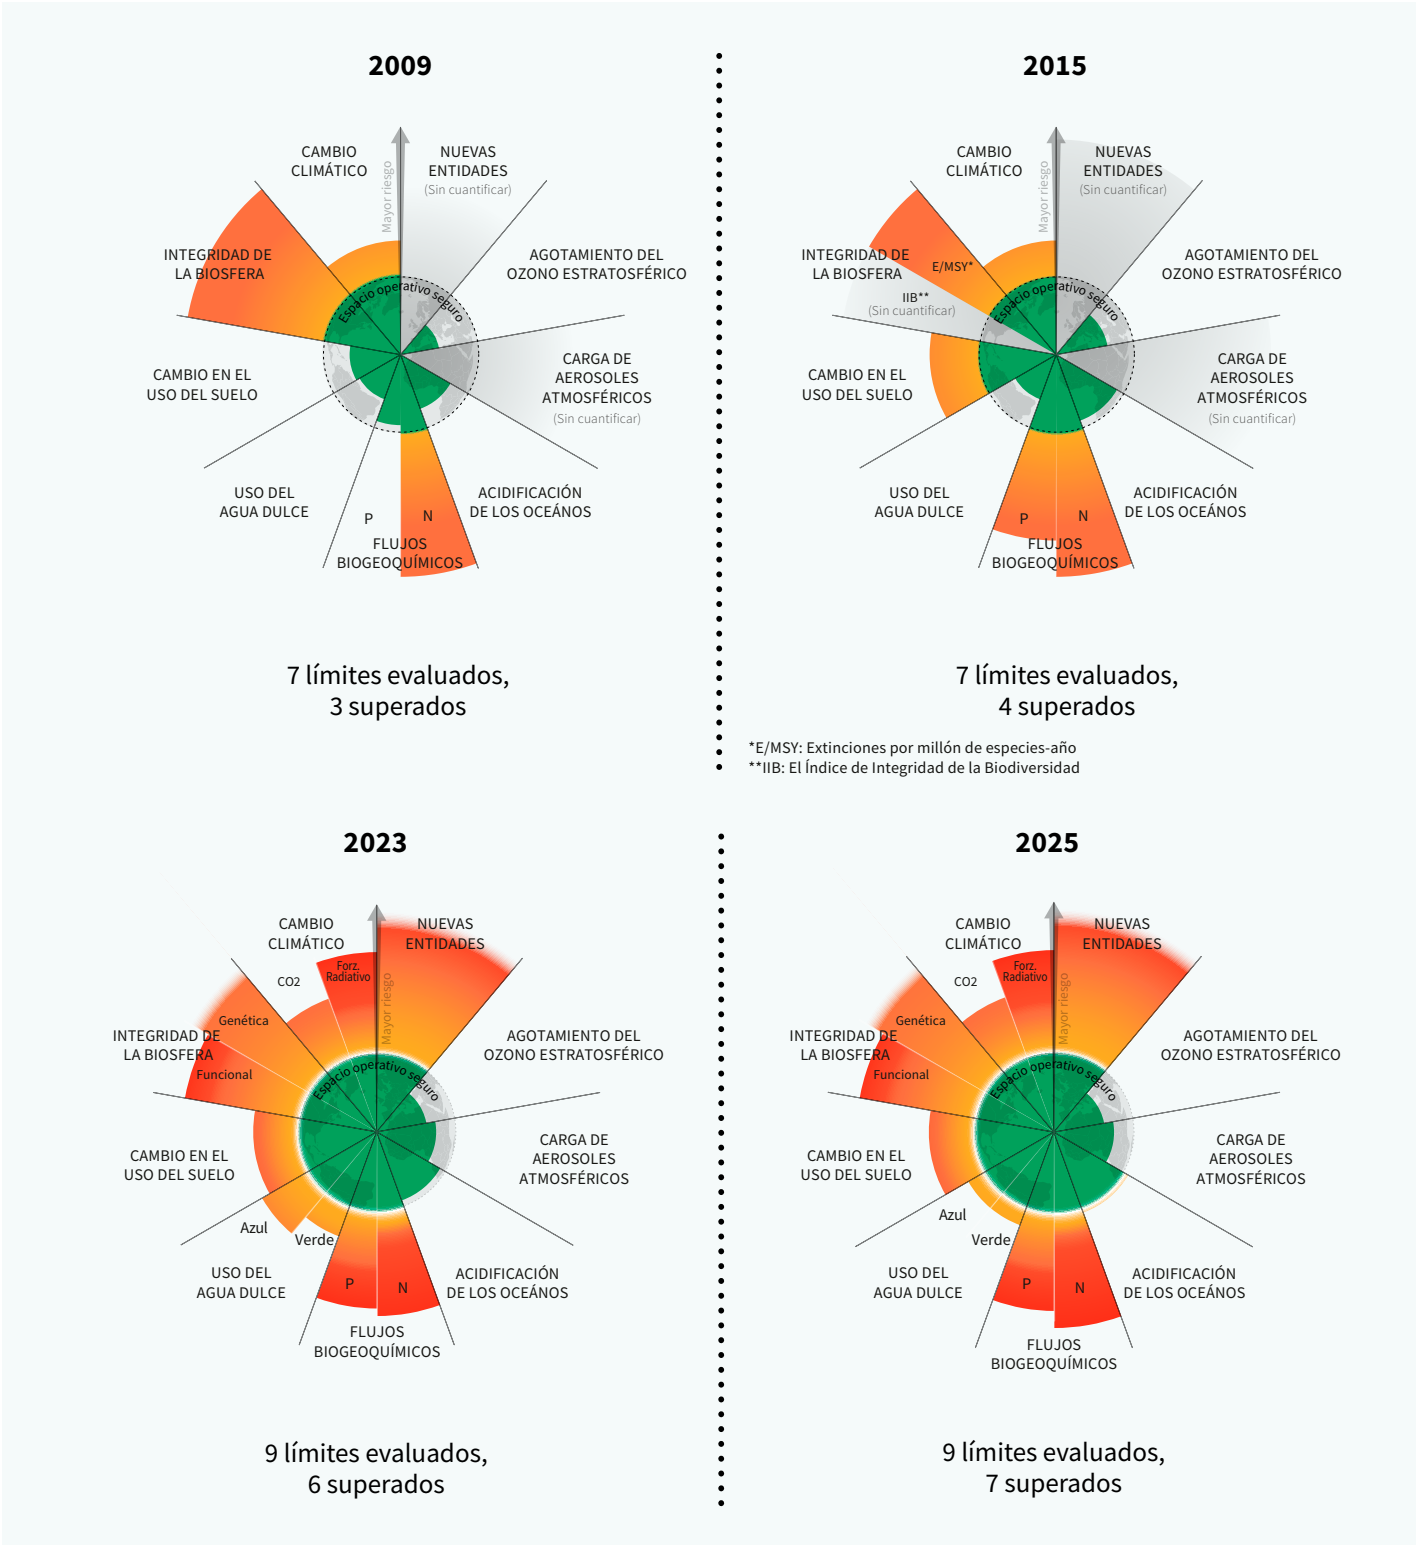 2009
CAMBIO
CLIMÁTICO
Mayor riesgo
NUEVAS
ENTIDADES
(Sin cuantificar)
INTEGRIDAD DE
LA BIOSFERA
AGOTAMIENTO DEL
OZONO ESTRATOSFÉRICO
Espacio operativo seguro
CAMBIO EN EL
USO DEL SUELO
CARGA DE
AEROSOLES
ATMOSFÉRICOS
(Sin cuantificar)
USO DEL
AGUA DULCE
P
N
ACIDIFICACIÓN
DE LOS OCEÁNOS
FLUJOS
BIOGEOQUÍMICOS
7 límites evaluados,
3 superados
2015
CAMBIO
CLIMÁTICO
Mayor riesgo
NUEVAS
ENTIDADES
(Sin cuantificar)
INTEGRIDAD DE
LA BIOSFERA
E/MSY*
IIB**
(Sin cuantificar)
AGOTAMIENTO DEL
OZONO ESTRATOSFÉRICO
Espacio operativo seguro
CAMBIO EN EL
USO DEL SUELO
CARGA DE
AEROSOLES
ATMOSFÉRICOS
(Sin cuantificar)
USO DEL
AGUA DULCE
P
N
ACIDIFICACIÓN
DE LOS OCEÁNOS
FLUJOS
BIOGEOQUÍMICOS
7 límites evaluados,
4 superados
*E/MSY: Extinciones por millón de especies-año
**IIB: El Índice de Integridad de la Biodiversidad
2023
CAMBIO
CLIMÁTICO
CO2
Forz.
Radiativo
Mayor riesgo
NUEVAS
ENTIDADES
Genética
INTEGRIDAD DE
LA BIOSFERA
Funcional
AGOTAMIENTO DEL
OZONO ESTRATOSFÉRICO
Espacio operativo seguro
CAMBIO EN EL
USO DEL SUELO
CARGA DE
AEROSOLES
ATMOSFÉRICOS
Azul
Verde
USO DEL
AGUA DULCE
P
N
ACIDIFICACIÓN
DE LOS OCEÁNOS
FLUJOS
BIOGEOQUÍMICOS
9 límites evaluados,
6 superados
2025
CAMBIO
CLIMÁTICO
CO2
Forz.
Radiativo
Mayor riesgo
NUEVAS
ENTIDADES
Genética
INTEGRIDAD DE
LA BIOSFERA
Funcional
AGOTAMIENTO DEL
OZONO ESTRATOSFÉRICO
Espacio operativo seguro
CAMBIO EN EL
USO DEL SUELO
CARGA DE
AEROSOLES
ATMOSFÉRICOS
Azul
Verde
USO DEL
AGUA DULCE
P
N
ACIDIFICACIÓN
DE LOS OCEÁNOS
FLUJOS
BIOGEOQUÍMICOS
9 límites evaluados,
7 superados